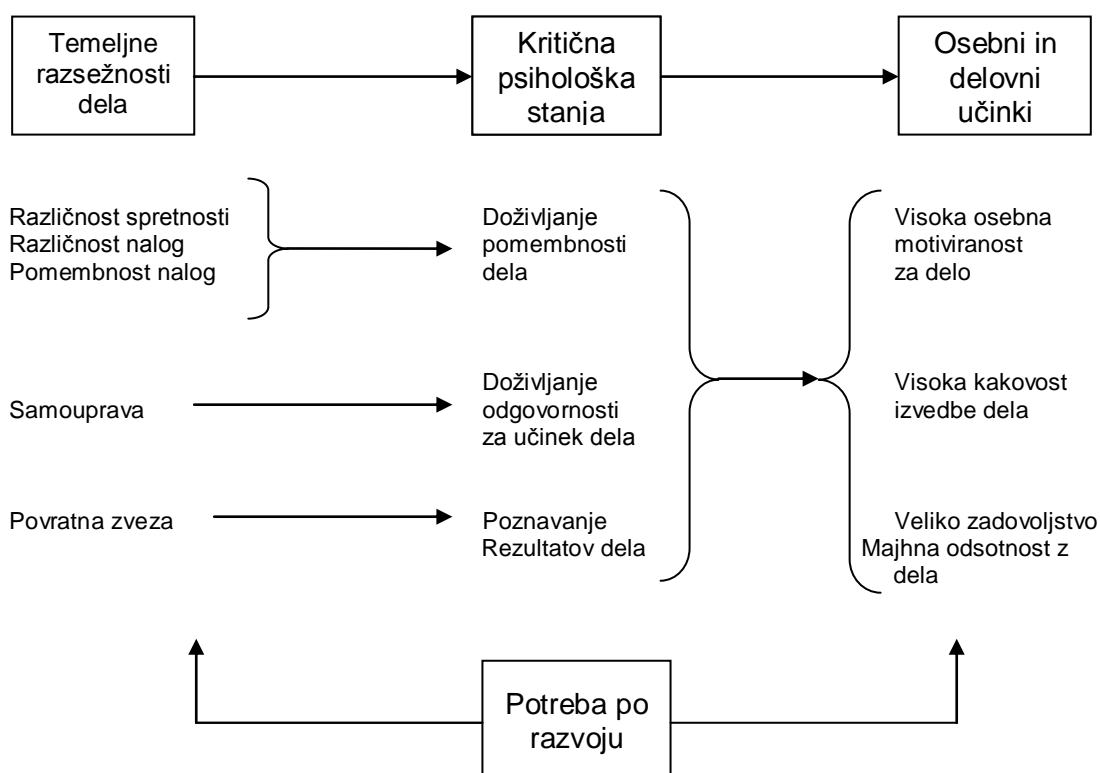 Temeljne
razsežnosti
dela
Kritična
psihološka
stanja
Osebni in
delovni
učinki
Različnost spretnosti
Različnost nalog
Pomembnost nalog
Doživljanje
pomembnosti
dela
Visoka osebna
motiviranost
za delo
Samouprava
Doživljanje
odgovornosti
za učinek dela
Visoka kakovost
izvedbe dela
Povratna zveza
Poznavanje
Rezultatov dela
Veliko zadovoljstvo
Majhna odsotnost z
dela
Potreba po
razvoju